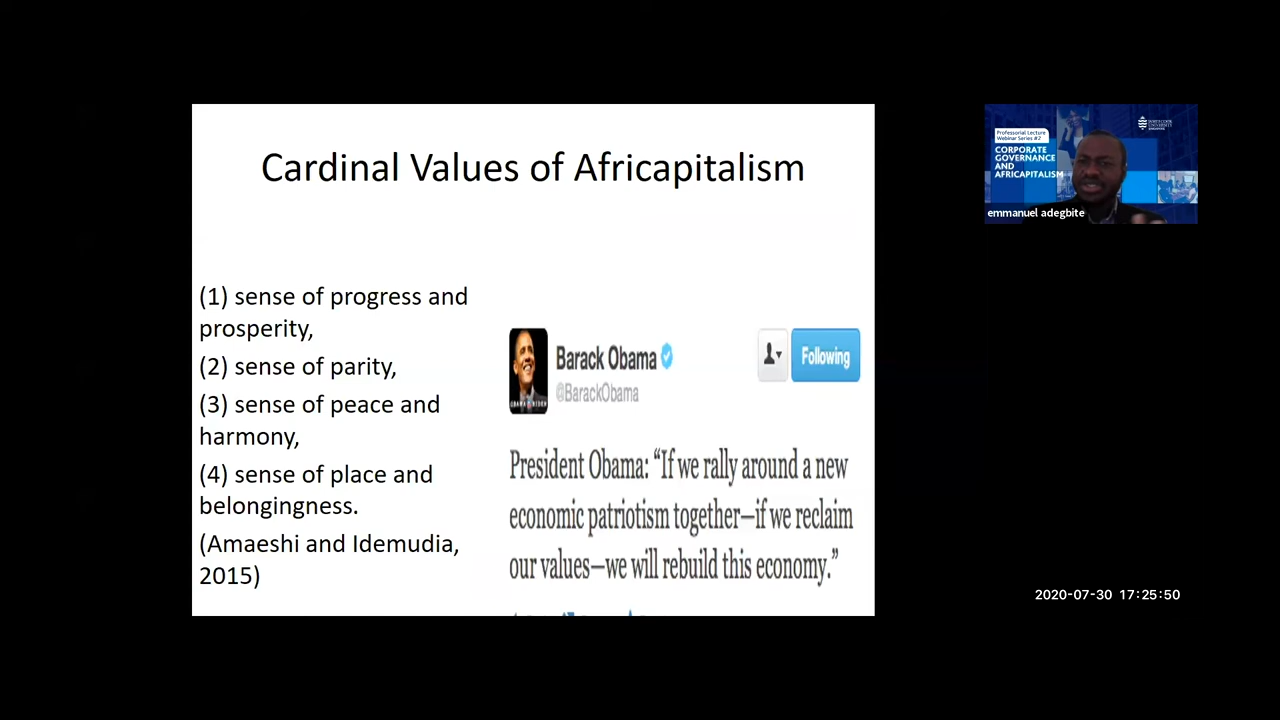 Cardinal Values of Africapitalism
(1) sense of progress and
prosperity,
(2) sense of parity,
(3) sense of peace and
harmony,
(4) sense of place and
belongingness.
(Amaeshi and Idemudia,
2015)
Barack Obama
@BarackObama
Following
President Obama: “If we rally around a new
economic patriotism together—if we reclaim
our values—we will rebuild this economy.”
Professorial Lecture
Webinar Series #2
CORPORATE
GOVERNANCE
AND
AFRICAPITALISM
JAMES COOK
UNIVERSITY
emmanuel adegbite
2020-07-30 17:25:50